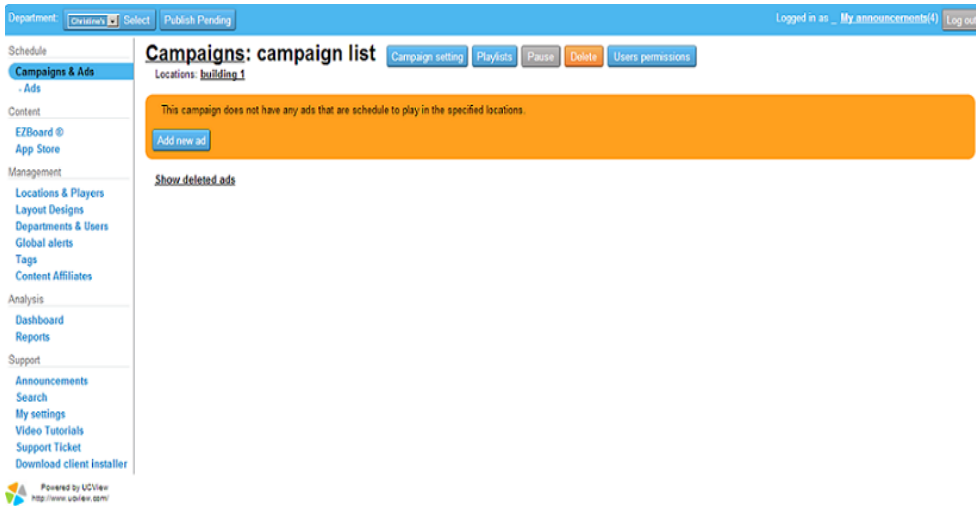 Department: Christine's Select Publish Pending Logged in as _ My announcements(4) Log out
Schedule
Campaigns & Ads
- Ads
Content
EZBoard ®
App Store
Management
Locations & Players
Layout Designs
Departments & Users
Global alerts
Tags
Content Affiliates
Analysis
Dashboard
Reports
Support
Announcements
Search
My settings
Video Tutorials
Support Ticket
Download client installer
Powered by UCView
http://www.ucview.com/
Campaigns: campaign list Campaign setting Playlists Pause Delete Users permissions
Locations: building 1
This campaign does not have any ads that are schedule to play in the specified locations.
Add new ad
Show deleted ads